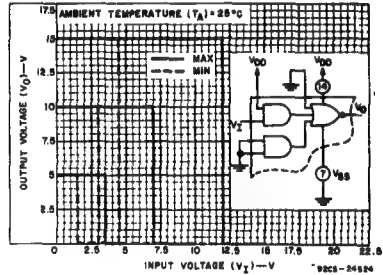 AMBIENT TEMPERATURE (TA)=25°C
MAX
MIN
OUTPUT VOLTAGE (VO)—V
17.5
15
12.5
10
7.5
5
2.5
0
2.5
5
7.5
10
12.5
15
17.5
20
22.5
INPUT VOLTAGE (VI)—V
VDD
VDD
14
VI
VO
7
VSS
92CS-24524